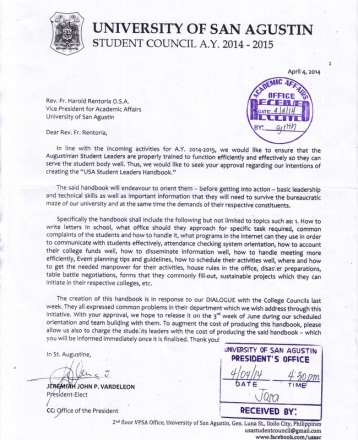 UNIVERSITY OF SAN AGUSTIN
STUDENT COUNCIL A.Y. 2014 - 2015
April 4, 2014
Rev. Fr. Harold Rentoria O.S.A.
Vice President for Academic Affairs
University of San Agustin
ACADEMIC AFFAIRS
OFFICE
RECEIVED
DATE: 4/4/14
BY:
Dear Rev. Fr. Rentoria,
In line with the incoming activities for A.Y. 2014-2015, we would like to ensure that the
Augustinian Student Leaders are properly trained to function efficiently and effectively so they can
serve the student body well. Thus, we would like to seek your approval regarding our intentions of
creating the "USA Student Leaders Handbook."
The said handbook will endeavour to orient them – before getting into action – basic leadership
and technical skills as well as important information that they will need to survive the bureaucratic
maze of our university and at the same time the demands of their respective constituents.
Specifically the handbook shall include the following but not limited to topics such as: 1. How to
write letters in school, what office should they approach for specific task required, common
complaints of the students and how to handle it, what programs in the internet can they use in order
to communicate with students effectively, attendance checking system orientation, how to account
their college funds well, how to disseminate information well, how to handle meeting more
efficiently, Event planning tips and guidelines, how to schedule their activities well, where and how
to get the needed manpower for their activities, house rules in the office, disaster preparations,
table battle negotiations, forms that they commonly fill-out, sustainable projects which they can
initiate in their respective colleges, etc.
The creation of this handbook is in response to our DIALOGUE with the College Councils last
week. They all expressed common problems in their department which we wish address through this
initiative. With your approval, we hope to release it on the 3rd week of June during our school
orientation and team building with them. To augment the cost of producing this handbook, please
allow us also to charge the student leaders with the cost of producing the said handbook – which
you will be informed immediately once it is finalized. Thank you!
In St. Augustine,
JEREMIAH JOHN P. VARDELEON
President-Elect
CC: Office of the President
UNIVERSITY OF SAN AGUSTIN
PRESIDENT'S OFFICE
4/04/14 4:30pm
DATE TIME
Jara
RECEIVED BY:
2nd floor VPSA Office, University of San Agustin, Gen. Luna St., Iloilo City, Philippines
usastudentcouncil@gmail.com
www.facebook.com/usasc